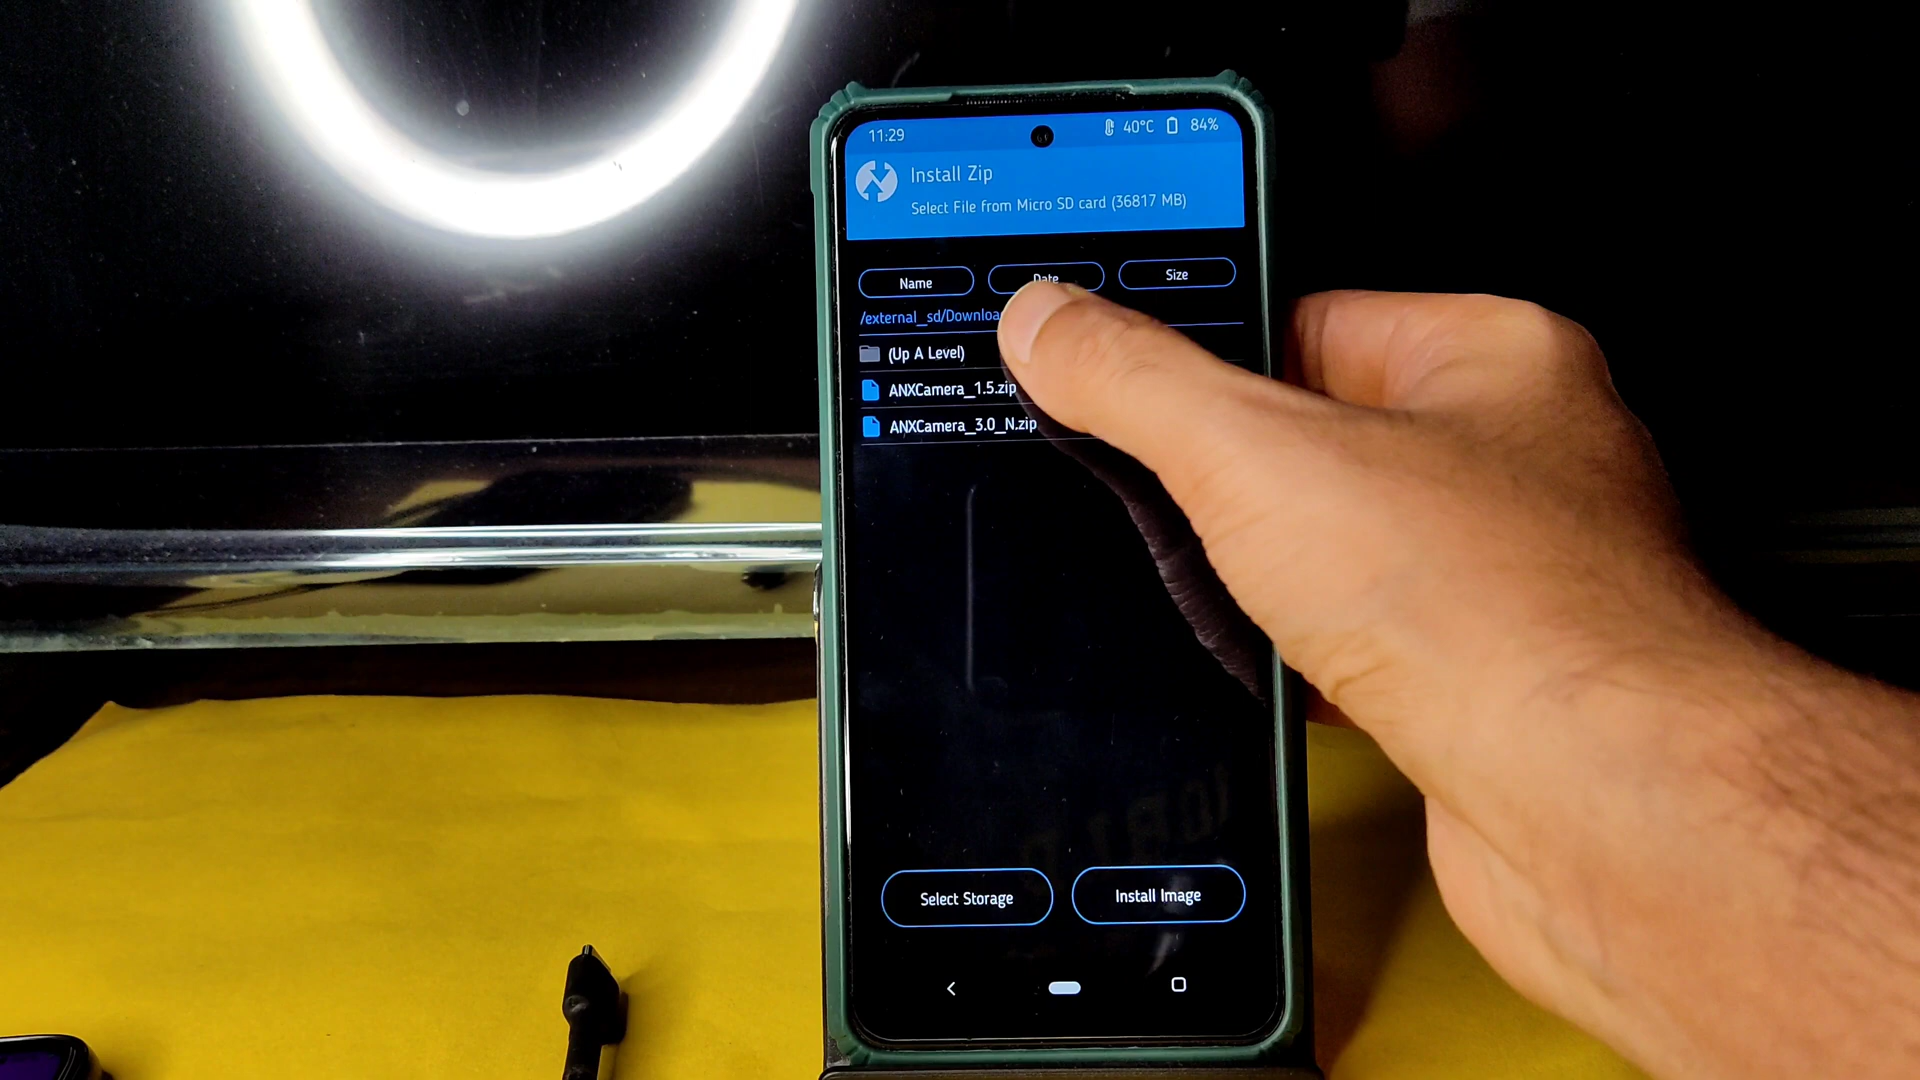 11:29 40°C 84%
Install Zip
Select File from Micro SD card (36817 MB)
Name Date Size
/external_sd/Downloa
(Up A Level)
ANXCamera_1.5.zip
ANXCamera_3.0_N.zip
Select Storage Install Image